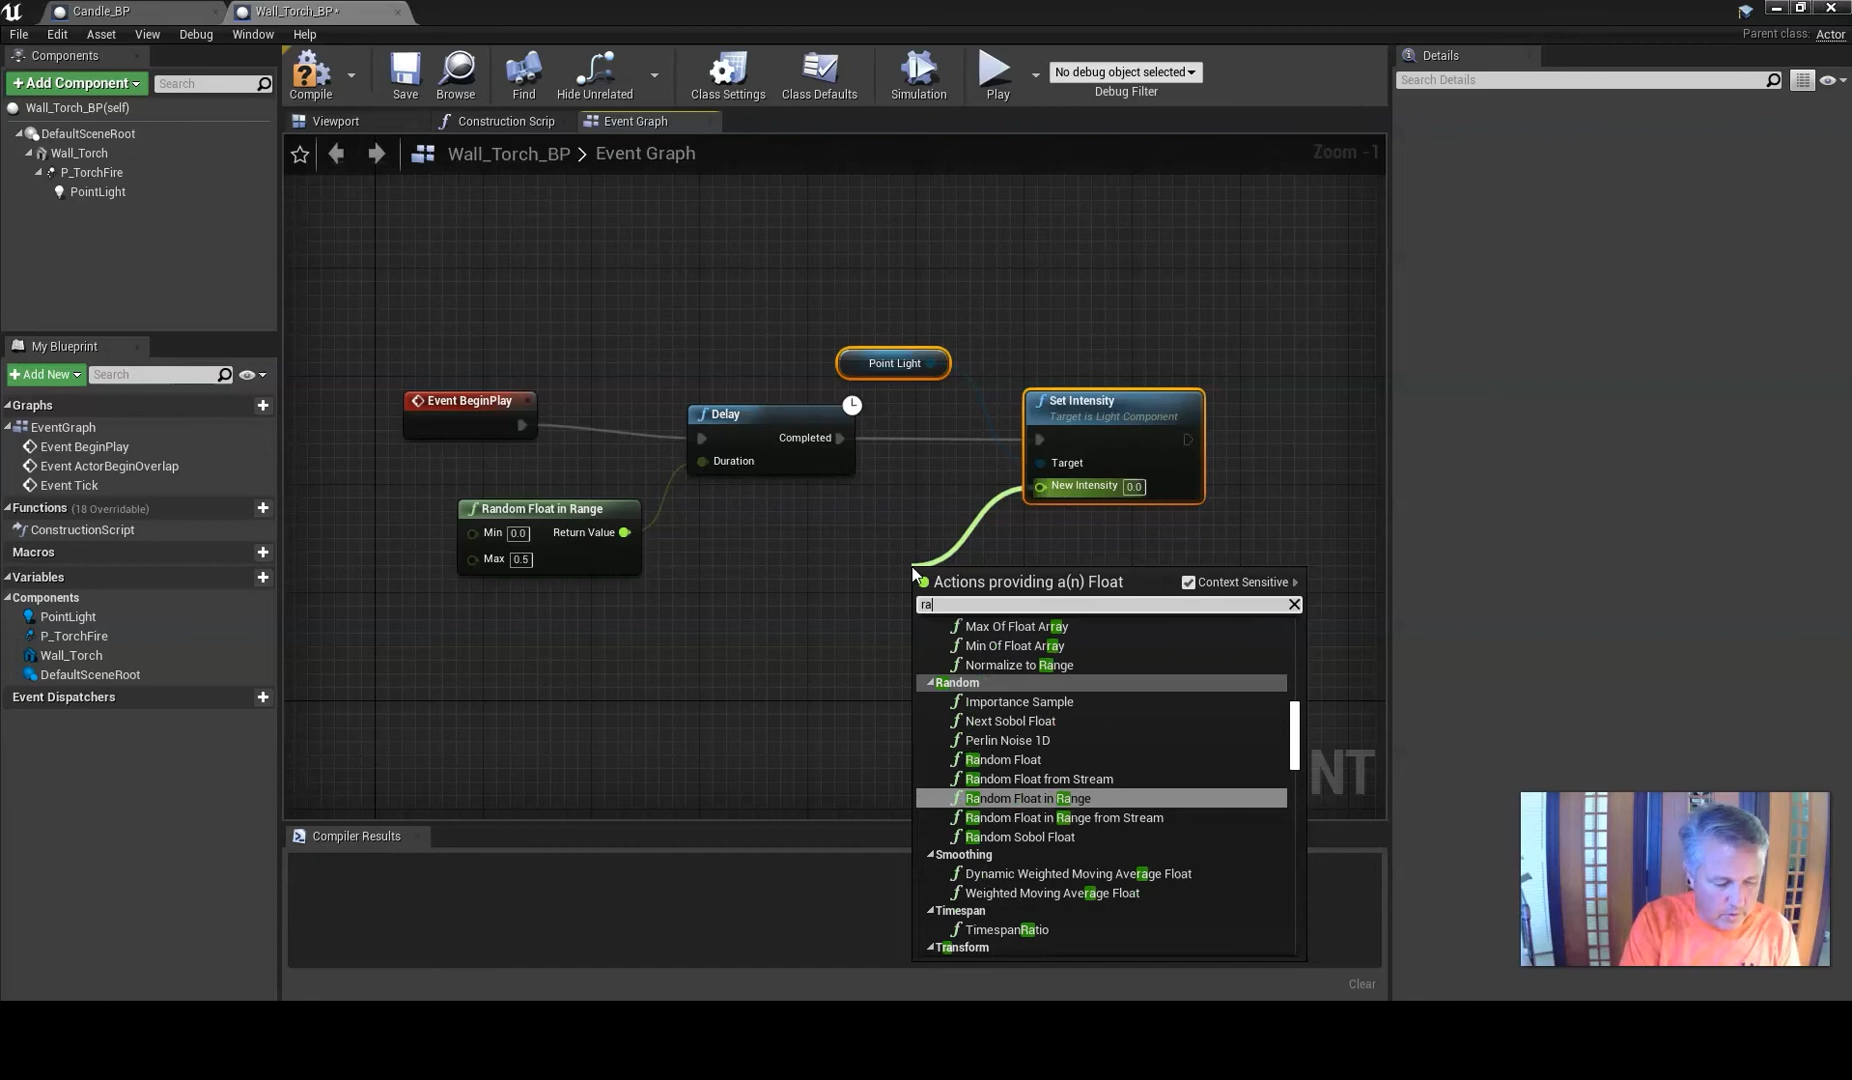 Candle_BP
Wall_Torch_BP*
File Edit Asset View Debug Window Help
Parent class: Actor
Components
+Add Component
Search
Wall_Torch_BP(self)
DefaultSceneRoot
Wall_Torch
P_TorchFire
PointLight
Compile
Save
Browse
Find
Hide Unrelated
Class Settings
Class Defaults
Simulation
Play
No debug object selected
Debug Filter
Viewport
Construction Scrip
Event Graph
Wall_Torch_BP > Event Graph
Zoom -1
Details
Search Details
My Blueprint
+Add New
Search
Graphs
EventGraph
Event BeginPlay
Event ActorBeginOverlap
Event Tick
Functions (18 Overridable)
ConstructionScript
Macros
Variables
Components
PointLight
P_TorchFire
Wall_Torch
DefaultSceneRoot
Event Dispatchers
Event BeginPlay
Random Float in Range
Min 0.0 Return Value
Max 0.5
Delay
Completed
Duration
Point Light
Set Intensity
Target is Light Component
Target
New Intensity 0.0
Actions providing a(n) Float
Context Sensitive
ra
Max Of Float Array
Min Of Float Array
Normalize to Range
Random
Importance Sample
Next Sobol Float
Perlin Noise 1D
Random Float
Random Float from Stream
Random Float in Range
Random Float in Range from Stream
Random Sobol Float
Smoothing
Dynamic Weighted Moving Average Float
Weighted Moving Average Float
Timespan
TimespanRatio
Transform
NT
Compiler Results
Clear